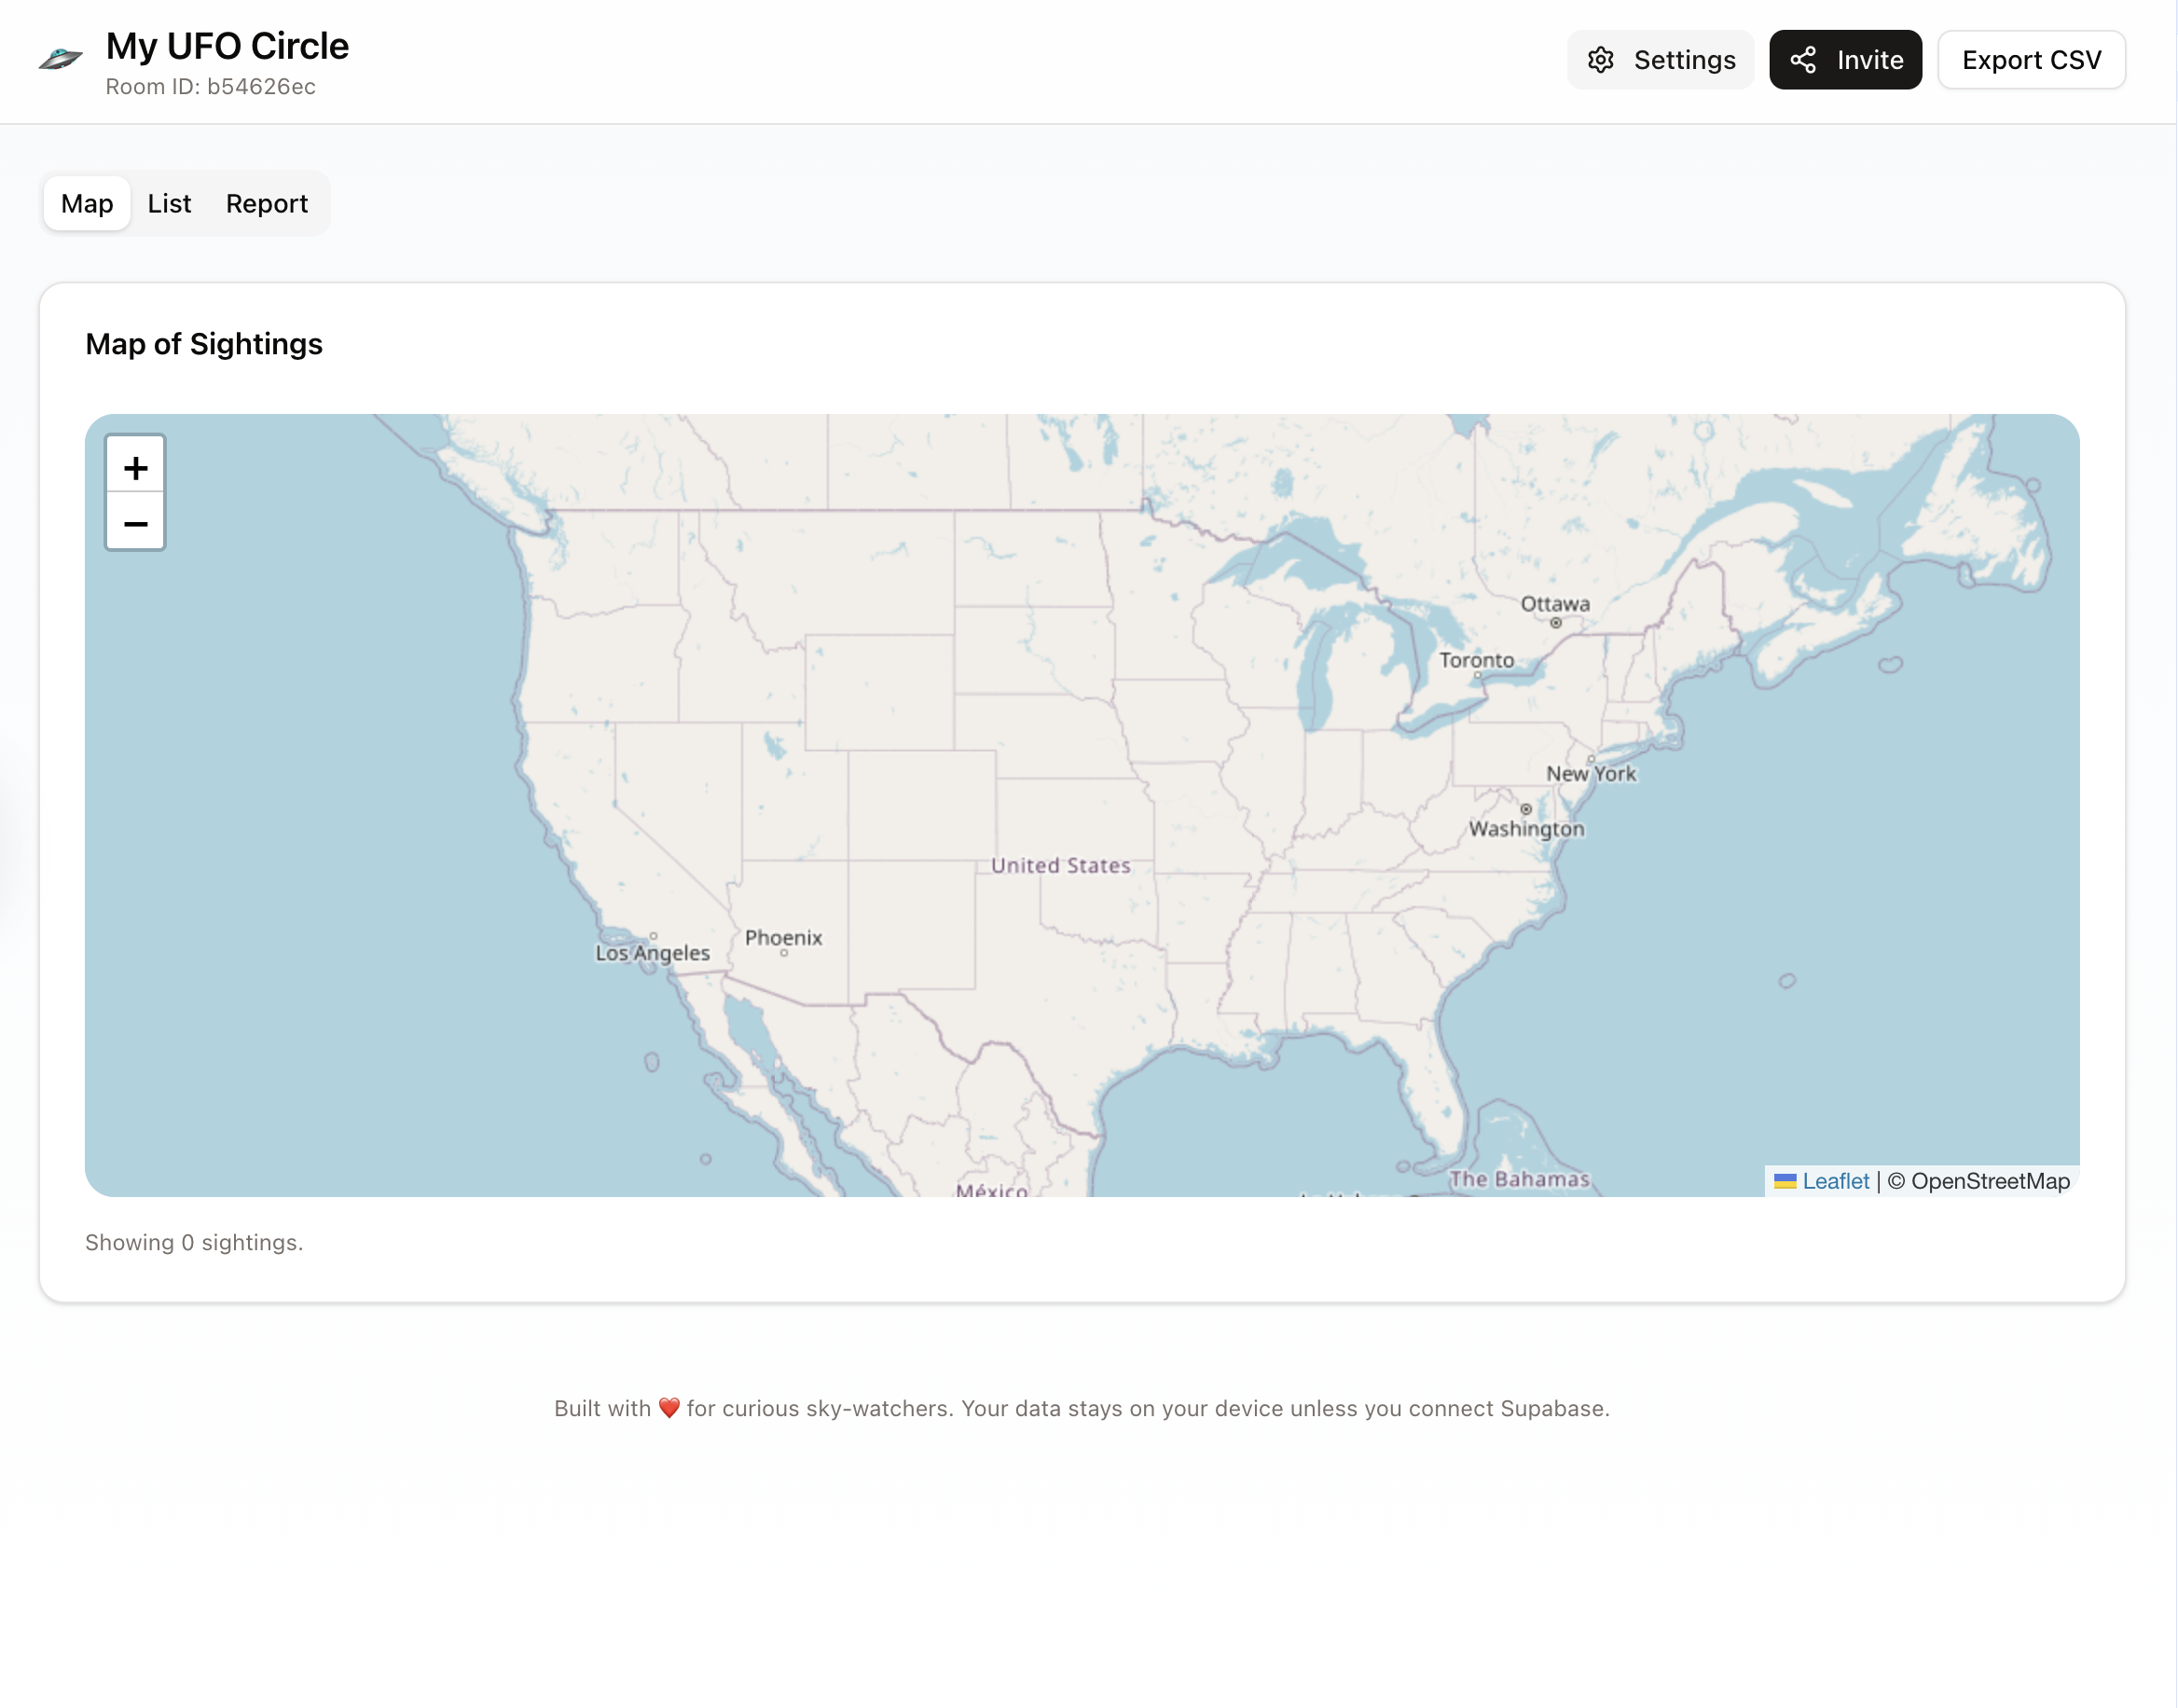 My UFO Circle
Room ID: b54626ec
Settings
Invite
Export CSV
Map
List
Report
Map of Sightings
+
−
Ottawa
Toronto
New York
Washington
United States
Phoenix
Los Angeles
The Bahamas
México
Leaflet | © OpenStreetMap
Showing 0 sightings.
Built with ❤️ for curious sky-watchers. Your data stays on your device unless you connect Supabase.